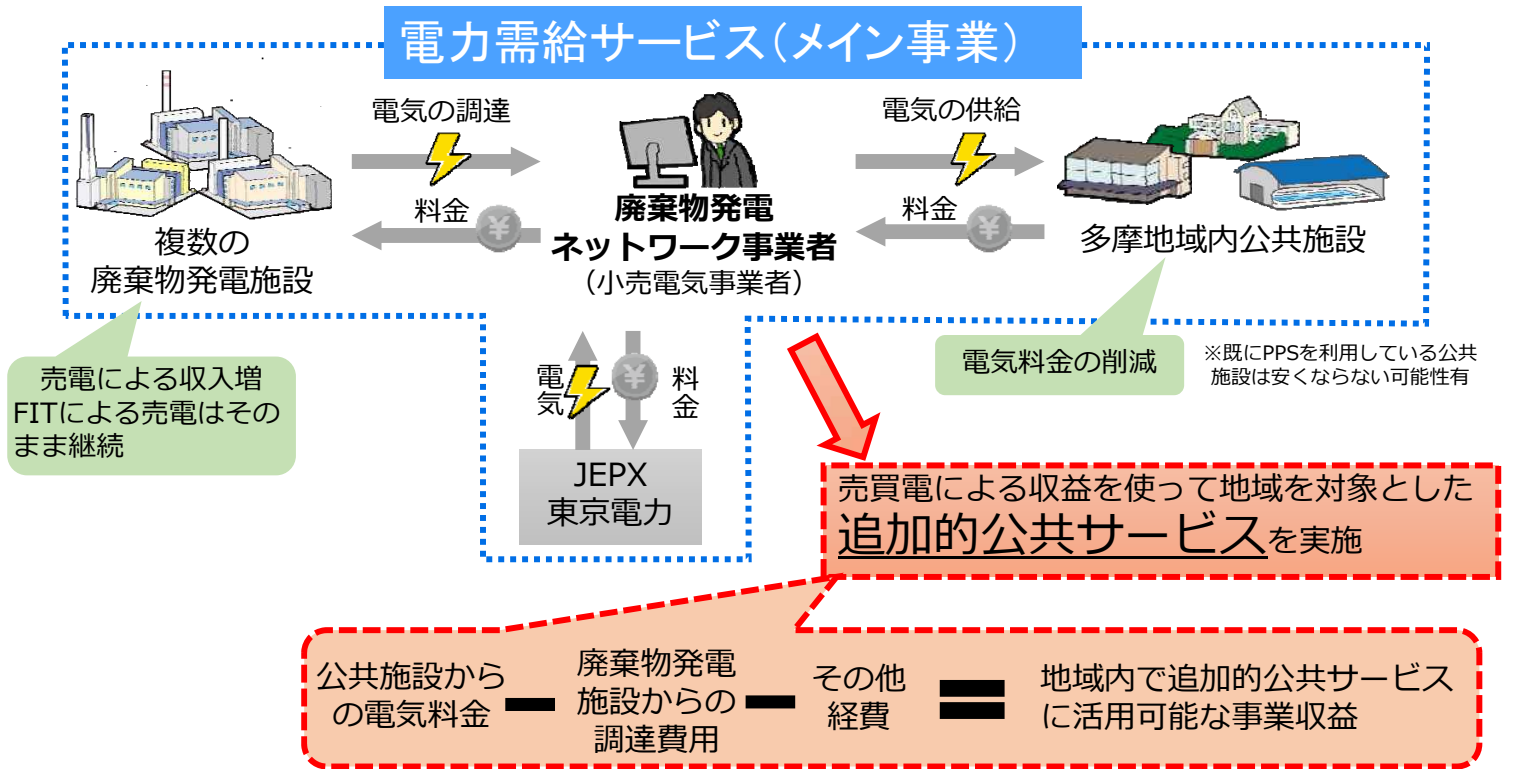 電力需給サービス(メイン事業)
電気の調達
電気の供給
料金
料金
複数の
廃棄物発電施設
廃棄物発電
ネットワーク事業者
(小売電気事業者)
多摩地域内公共施設
売電による収入増
FITによる売電はその
まま継続
電気
料金
JEPX
東京電力
電気料金の削減
※既にPPSを利用している公共
施設は安くならない可能性有
売買電による収益を使って地域を対象とした
追加的公共サービスを実施
公共施設から
の電気料金
廃棄物発電
施設からの
調達費用
その他
経費
地域内で追加的公共サービス
に活用可能な事業収益